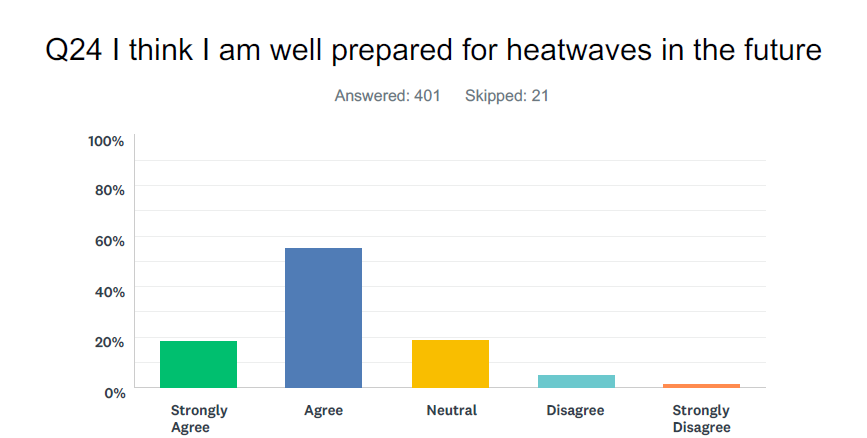 Q24 I think I am well prepared for heatwaves in the future
Answered: 401 Skipped: 21
100%
80%
60%
40%
20%
0%
Strongly Agree
Agree
Neutral
Disagree
Strongly Disagree